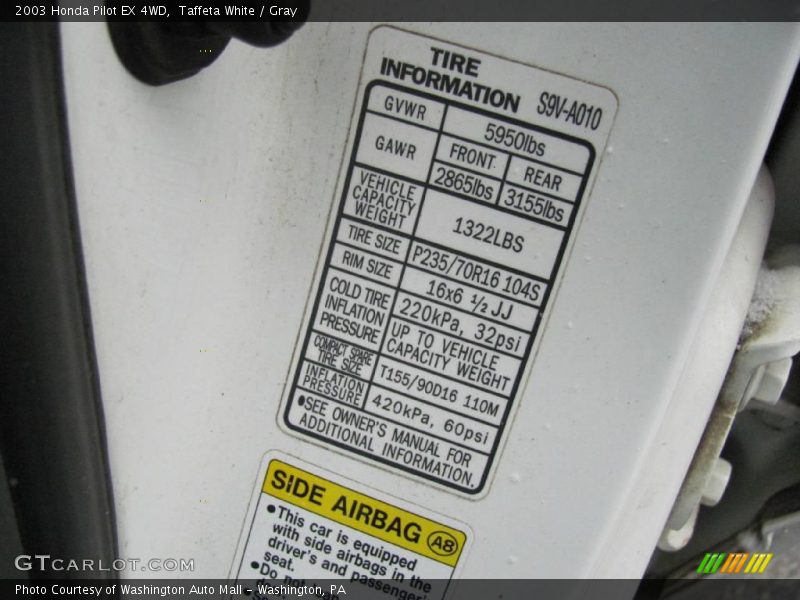 2003 Honda Pilot EX 4WD, Taffeta White / Gray
TIRE
INFORMATION S9V-A010
GVWR 5950lbs
GAWR FRONT REAR
2865lbs 3155lbs
VEHICLE
CAPACITY
WEIGHT
1322LBS
TIRE SIZE P235/70R16 104S
RIM SIZE 16x6 ½ JJ
COLD TIRE
INFLATION
PRESSURE
220kPa, 32psi
UP TO VEHICLE
CAPACITY WEIGHT
COMPACT SPARE
TIRE SIZE
T155/90D16 110M
INFLATION
PRESSURE
420kPa, 60psi
•SEE OWNER'S MANUAL FOR
ADDITIONAL INFORMATION.
SIDE AIRBAG A8
•This car is equipped
with side airbags in the
driver's and passenger's
seat.
•Do not
GTCARLOT.COM
Photo Courtesy of Washington Auto Mall - Washington, PA